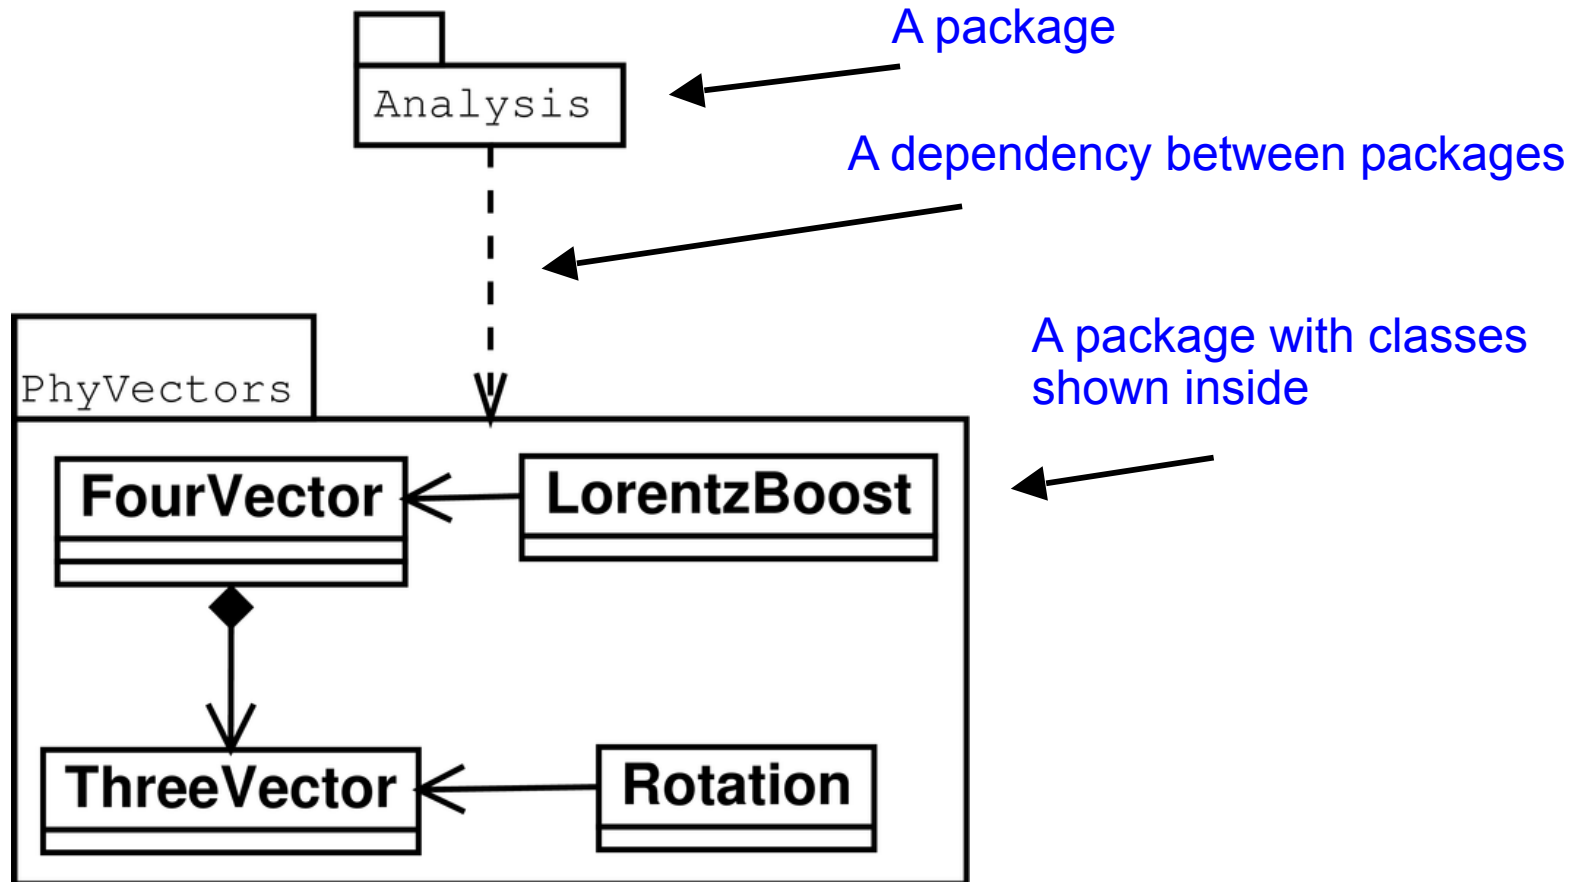 A package
Analysis
A dependency between packages
A package with classes
shown inside
PhyVectors
FourVector
LorentzBoost
ThreeVector
Rotation